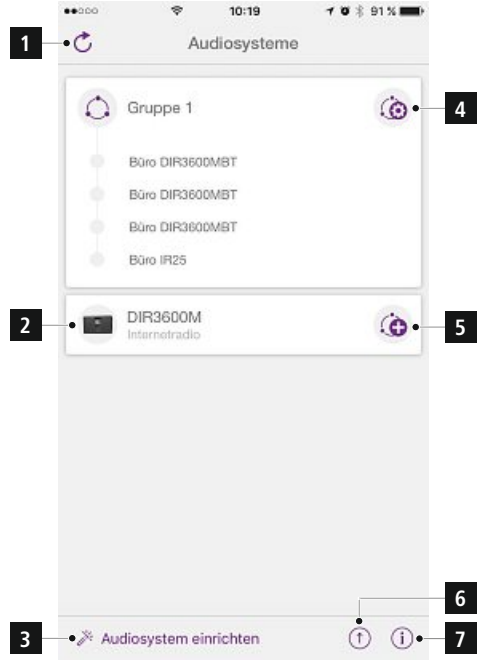 10:19
91 %
1
Audiosysteme
Gruppe 1
4
Büro DIR3600MBT
Büro DIR3600MBT
Büro DIR3600MBT
Büro IR25
2
DIR3600M
Internetradio
5
6
3
Audiosystem einrichten
7